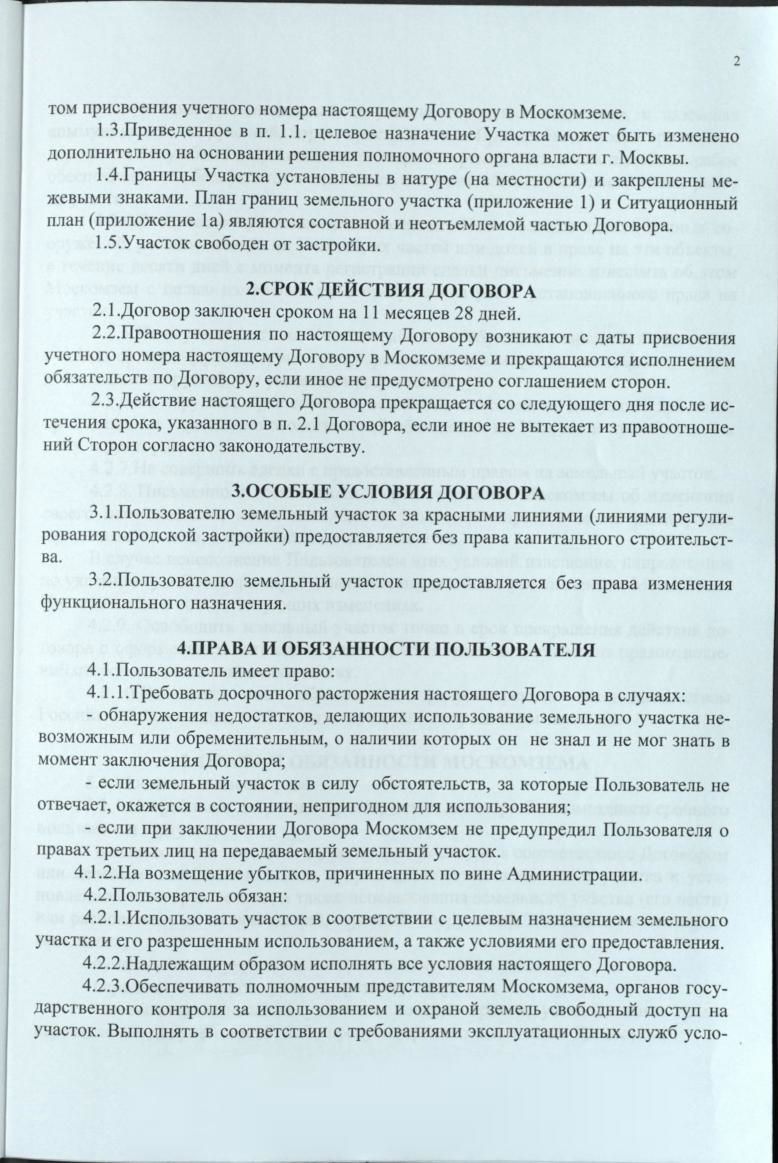 2
том присвоения учетного номера настоящему Договору в Москомземе.
1.3.Приведенное в п. 1.1. целевое назначение Участка может быть изменено
дополнительно на основании решения полномочного органа власти г. Москвы.
1.4.Границы Участка установлены в натуре (на местности) и закреплены ме-
жевыми знаками. План границ земельного участка (приложение 1) и Ситуационный
план (приложение 1а) являются составной и неотъемлемой частью Договора.
1.5.Участок свободен от застройки.
2.СРОК ДЕЙСТВИЯ ДОГОВОРА
2.1.Договор заключен сроком на 11 месяцев 28 дней.
2.2.Правоотношения по настоящему Договору возникают с даты присвоения
учетного номера настоящему Договору в Москомземе и прекращаются исполнением
обязательств по Договору, если иное не предусмотрено соглашением сторон.
2.3.Действие настоящего Договора прекращается со следующего дня после ис-
течения срока, указанного в п. 2.1 Договора, если иное не вытекает из правоотноше-
ний Сторон согласно законодательству.
3.ОСОБЫЕ УСЛОВИЯ ДОГОВОРА
3.1.Пользователю земельный участок за красными линиями (линиями регули-
рования городской застройки) предоставляется без права капитального строительст-
ва.
3.2.Пользователю земельный участок предоставляется без права изменения
функционального назначения.
4.ПРАВА И ОБЯЗАННОСТИ ПОЛЬЗОВАТЕЛЯ
4.1.Пользователь имеет право:
4.1.1.Требовать досрочного расторжения настоящего Договора в случаях:
- обнаружения недостатков, делающих использование земельного участка не-
возможным или обременительным, о наличии которых он не знал и не мог знать в
момент заключения Договора;
- если земельный участок в силу обстоятельств, за которые Пользователь не
отвечает, окажется в состоянии, непригодном для использования;
- если при заключении Договора Москомзем не предупредил Пользователя о
правах третьих лиц на передаваемый земельный участок.
4.1.2.На возмещение убытков, причиненных по вине Администрации.
4.2.Пользователь обязан:
4.2.1.Использовать участок в соответствии с целевым назначением земельного
участка и его разрешенным использованием, а также условиями его предоставления.
4.2.2.Надлежащим образом исполнять все условия настоящего Договора.
4.2.3.Обеспечивать полномочным представителям Москомзема, органов госу-
дарственного контроля за использованием и охраной земель свободный доступ на
участок. Выполнять в соответствии с требованиями эксплуатационных служб усло-